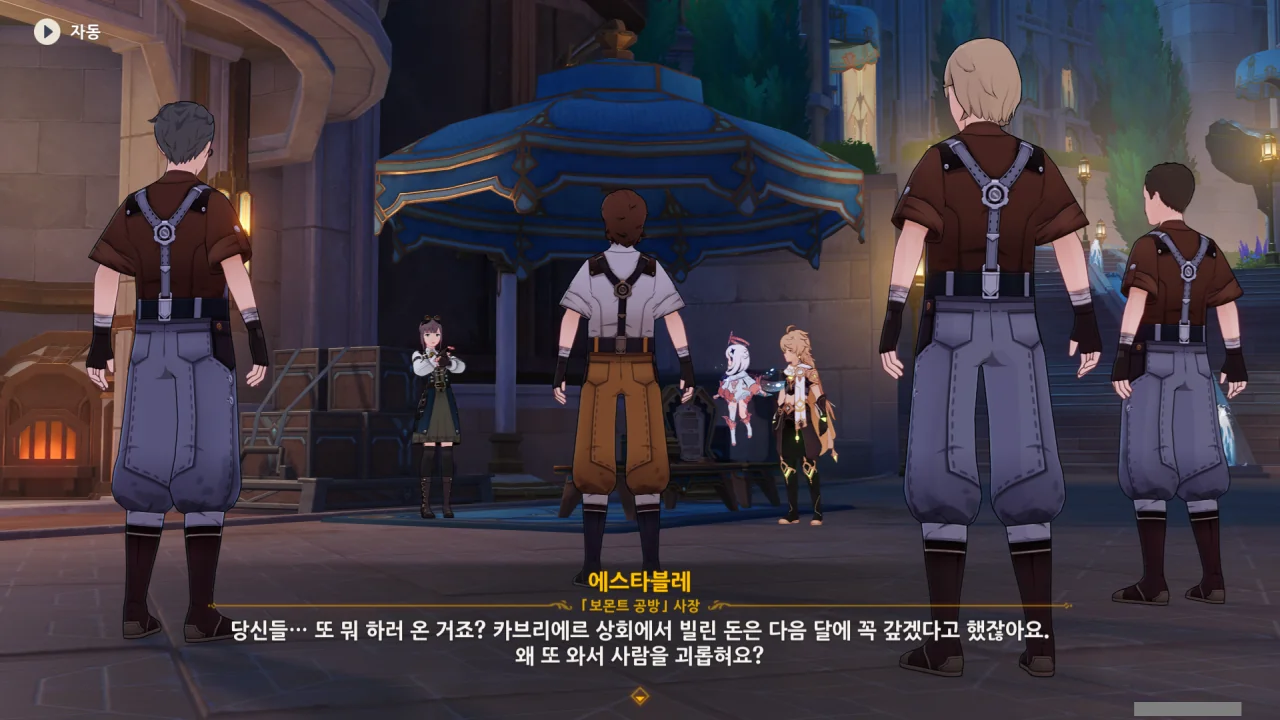 자동
에스타블레
「보몬트 공방」 사장
당신들… 또 뭐 하러 온 거죠? 카브리에르 상회에서 빌린 돈은 다음 달에 꼭 갚겠다고 했잖아요.
왜 또 와서 사람을 괴롭혀요?